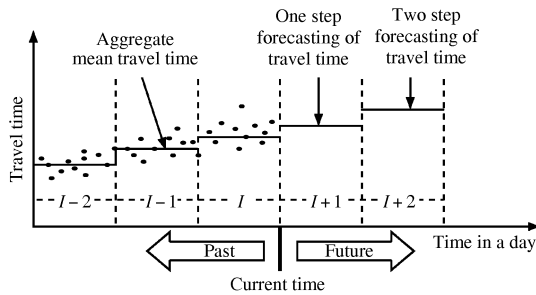 One step
forecasting of
travel time
Two step
forecasting of
travel time
Aggregate
mean travel time
Travel time
I – 2
I – 1
I
I + 1
I + 2
Time in a day
Past
Future
Current time